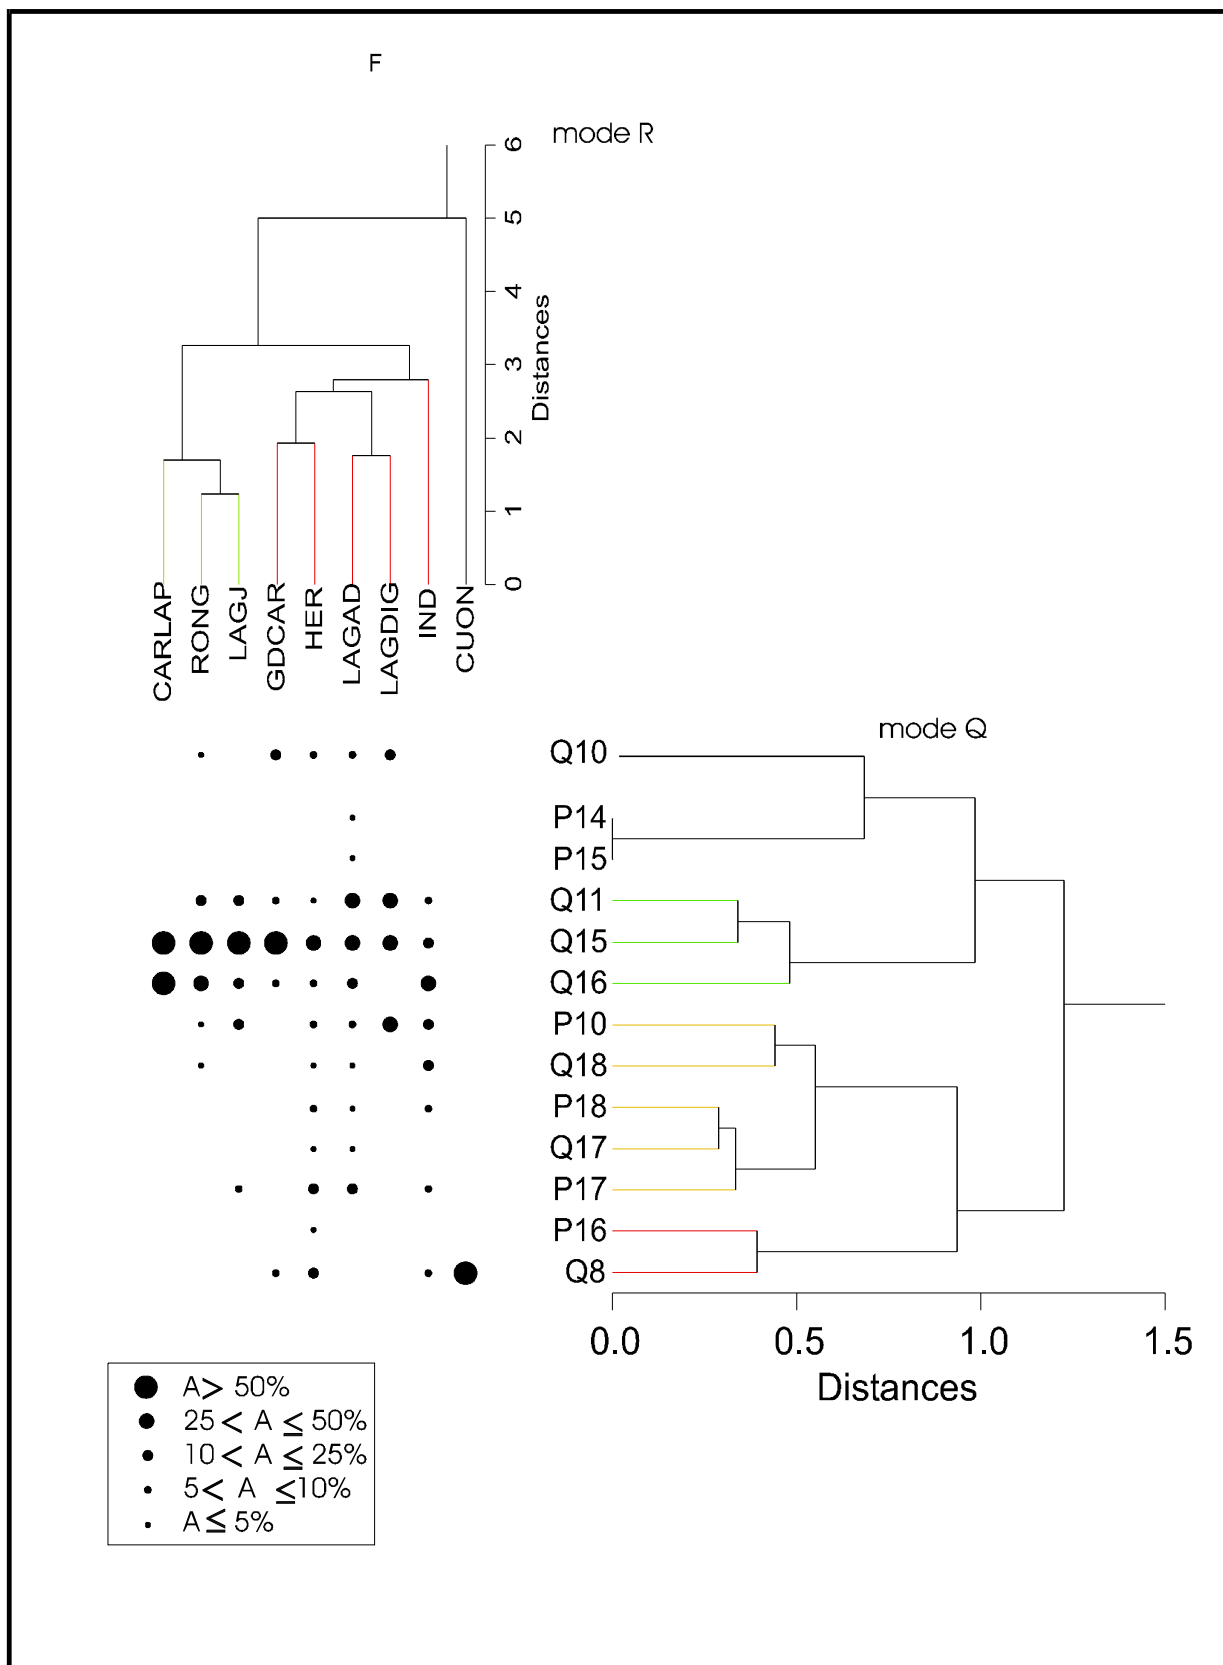 F
mode R
6
5
4
3
2
1
0
Distances
CARLAP
RONG
LAGJ
GDCAR
HER
LAGAD
LAGDIG
IND
CUON
mode Q
Q10
P14
P15
Q11
Q15
Q16
P10
Q18
P18
Q17
P17
P16
Q8
0.0 0.5 1.0 1.5
Distances
A> 50%
25 < A ≤ 50%
10 < A ≤ 25%
5 < A ≤10%
A ≤ 5%